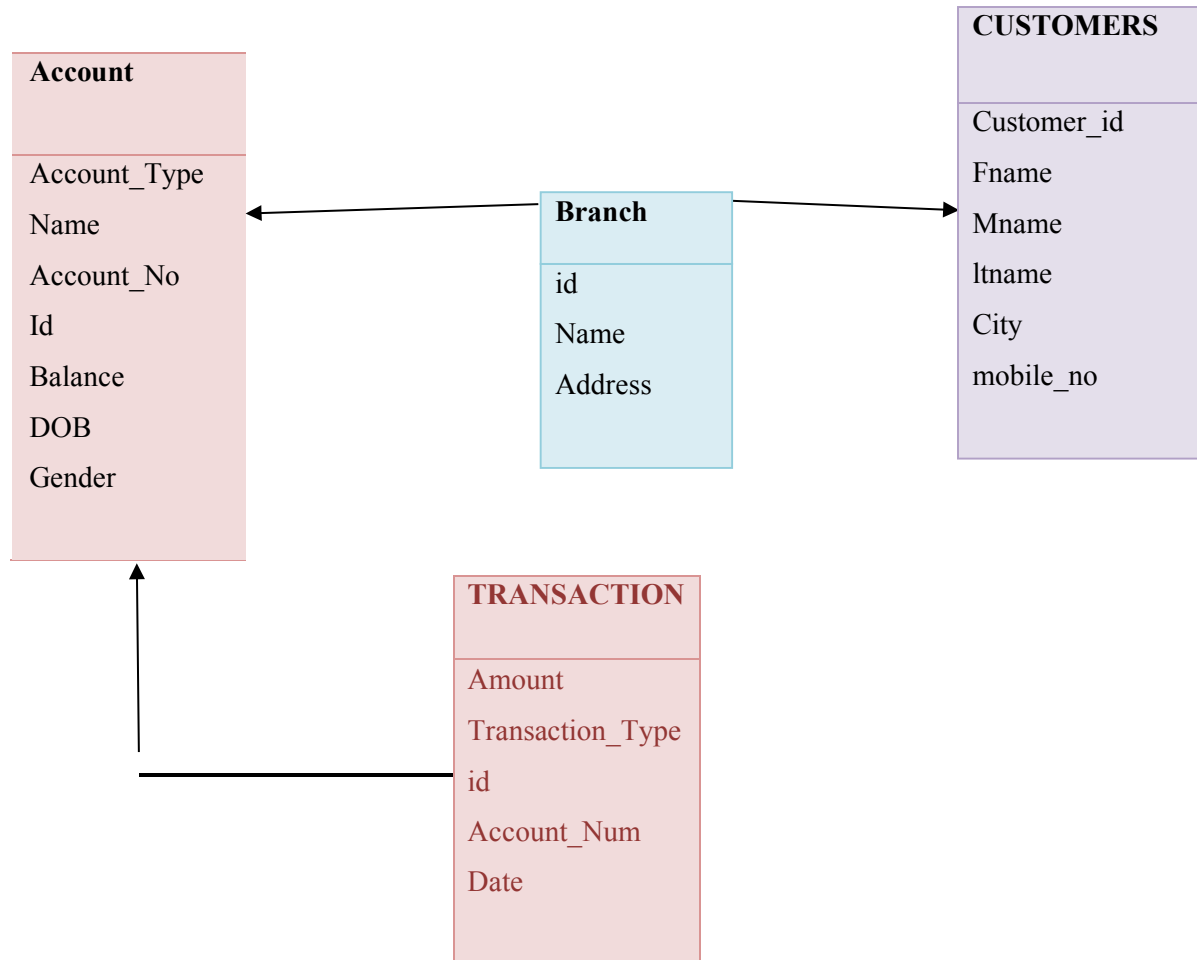 Account
Account_Type
Name
Account_No
Id
Balance
DOB
Gender
Branch
id
Name
Address
CUSTOMERS
Customer_id
Fname
Mname
ltname
City
mobile_no
TRANSACTION
Amount
Transaction_Type
id
Account_Num
Date